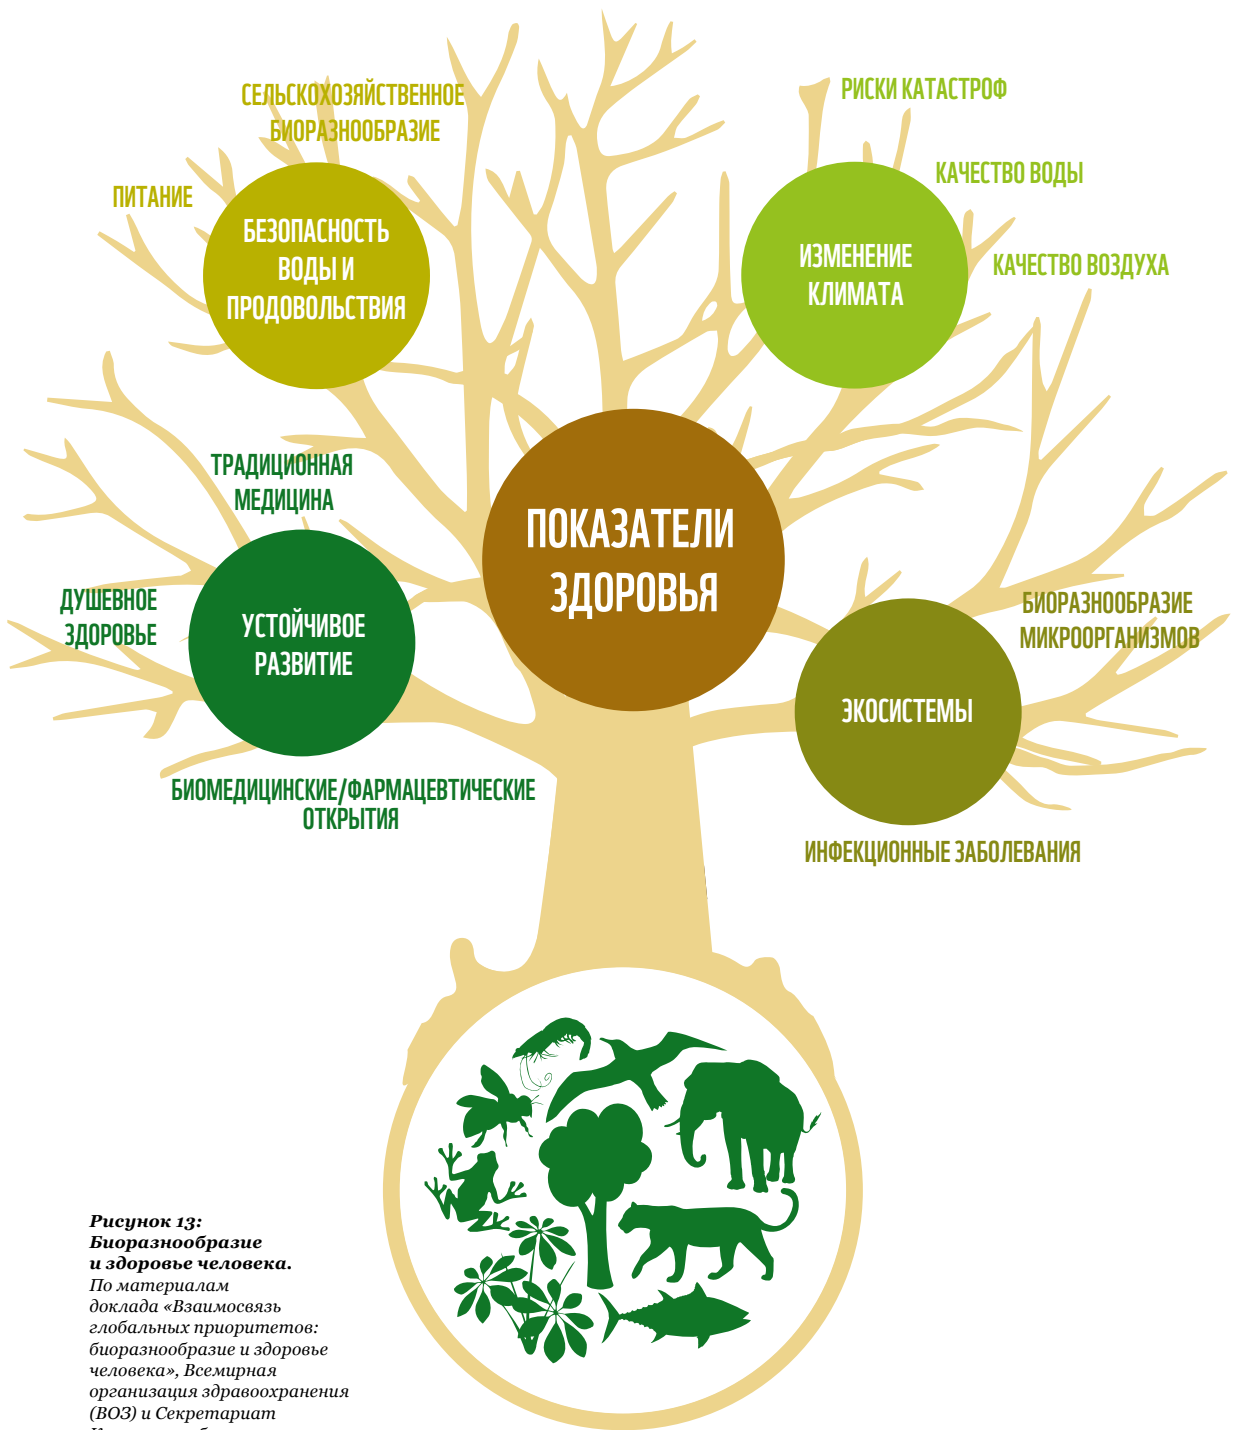 СЕЛЬСКОХОЗЯЙСТВЕННОЕ
БИОРАЗНООБРАЗИЕ
ПИТАНИЕ
БЕЗОПАСНОСТЬ
ВОДЫ И
ПРОДОВОЛЬСТВИЯ
РИСКИ КАТАСТРОФ
КАЧЕСТВО ВОДЫ
КАЧЕСТВО ВОЗДУХА
ИЗМЕНЕНИЕ
КЛИМАТА
ПОКАЗАТЕЛИ
ЗДОРОВЬЯ
ТРАДИЦИОННАЯ
МЕДИЦИНА
ДУШЕВНОЕ
ЗДОРОВЬЕ
УСТОЙЧИВОЕ
РАЗВИТИЕ
БИОМЕДИЦИНСКИЕ/ФАРМАЦЕВТИЧЕСКИЕ
ОТКРЫТИЯ
БИОРАЗНООБРАЗИЕ
МИКРООРГАНИЗМОВ
ЭКОСИСТЕМЫ
ИНФЕКЦИОННЫЕ ЗАБОЛЕВАНИЯ
Рисунок 13:
Биоразнообразие
и здоровье человека.
По материалам
доклада «Взаимосвязь
глобальных приоритетов:
биоразнообразие и здоровье
человека», Всемирная
организация здравоохранения
(ВОЗ) и Секретариат